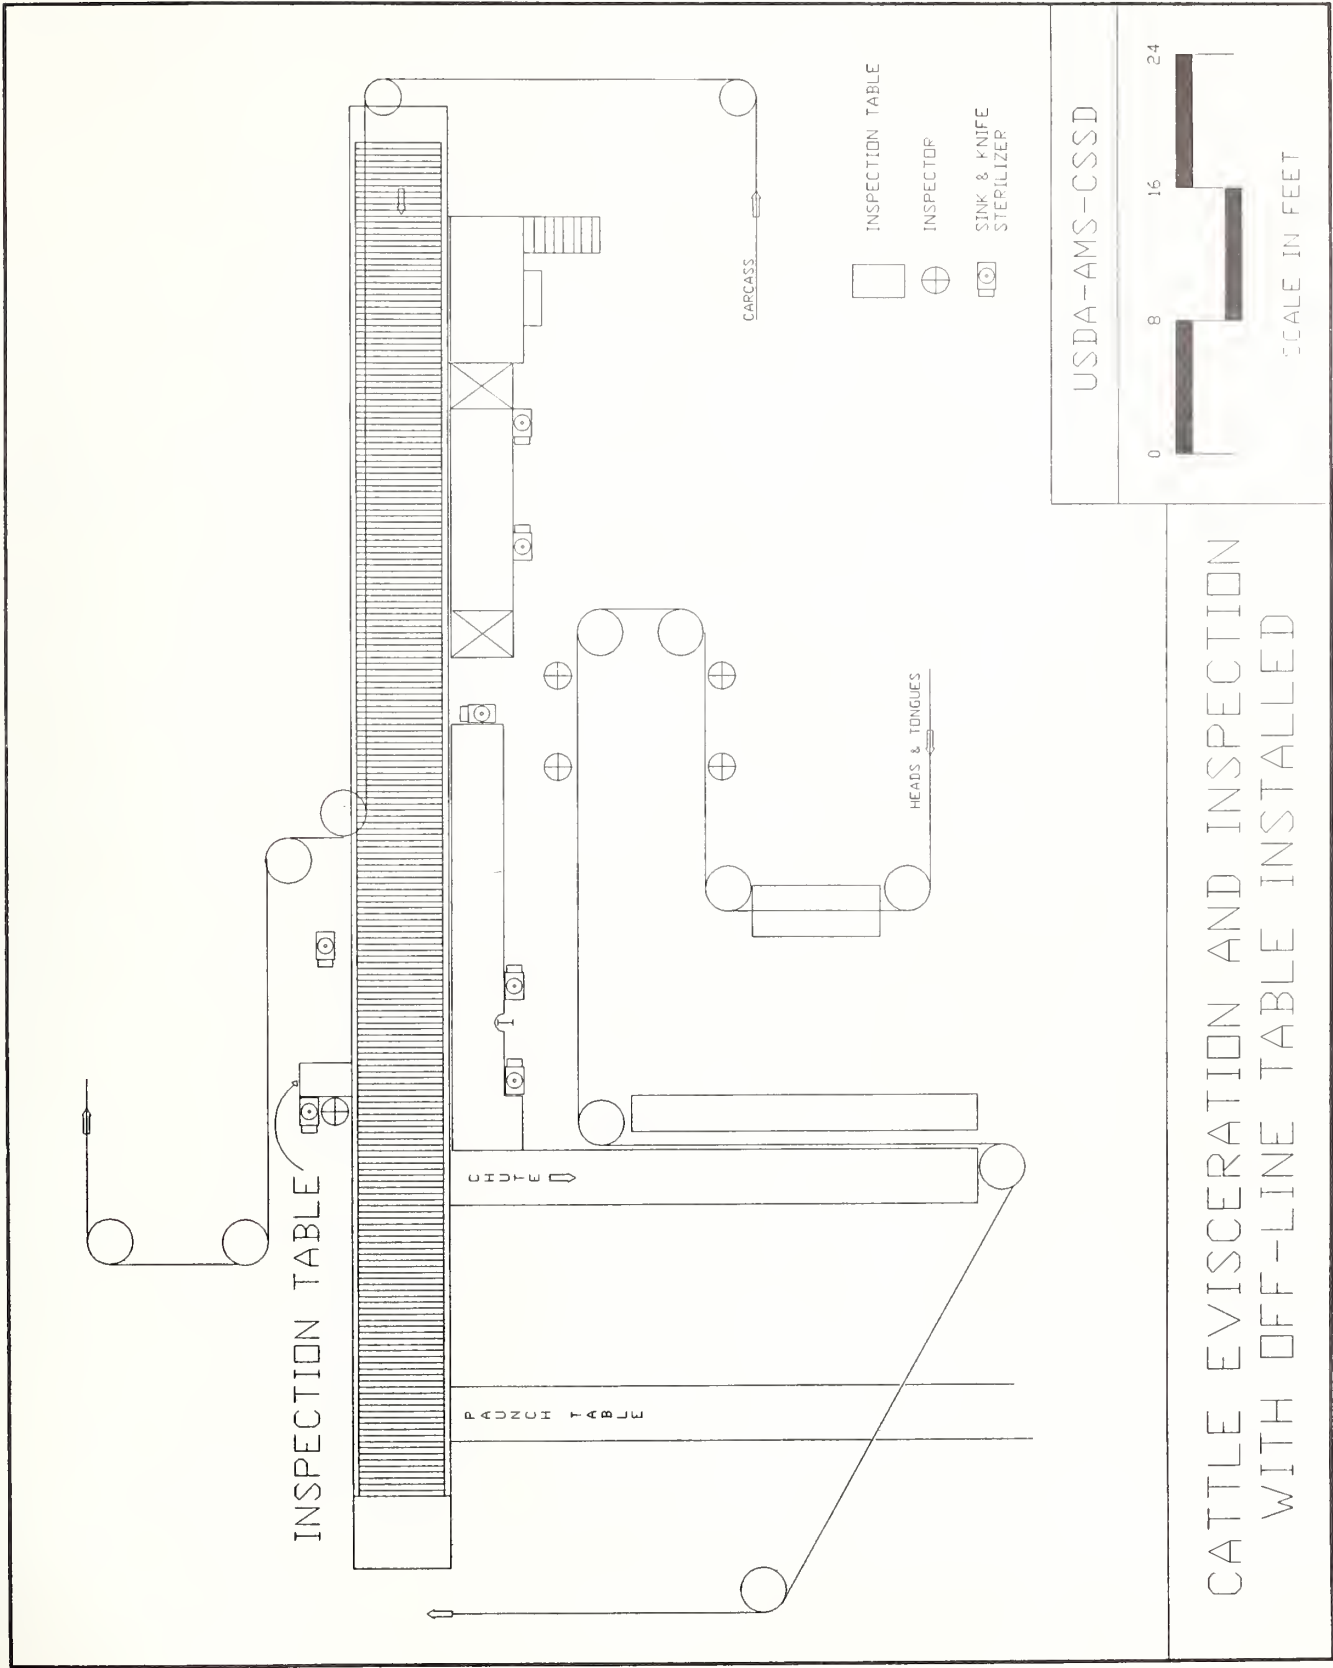 INSPECTION TABLE
CHUTE
PAUNCH TABLE
HEADS & TONGUES
CARCASS
INSPECTION TABLE
INSPECTOR
SINK & KNIFE
STERILIZER
USDA-AMS-CSSD
0 8 16 24
SCALE IN FEET
CATTLE EVISCERATION AND INSPECTION
WITH OFF-LINE TABLE INSTALLED